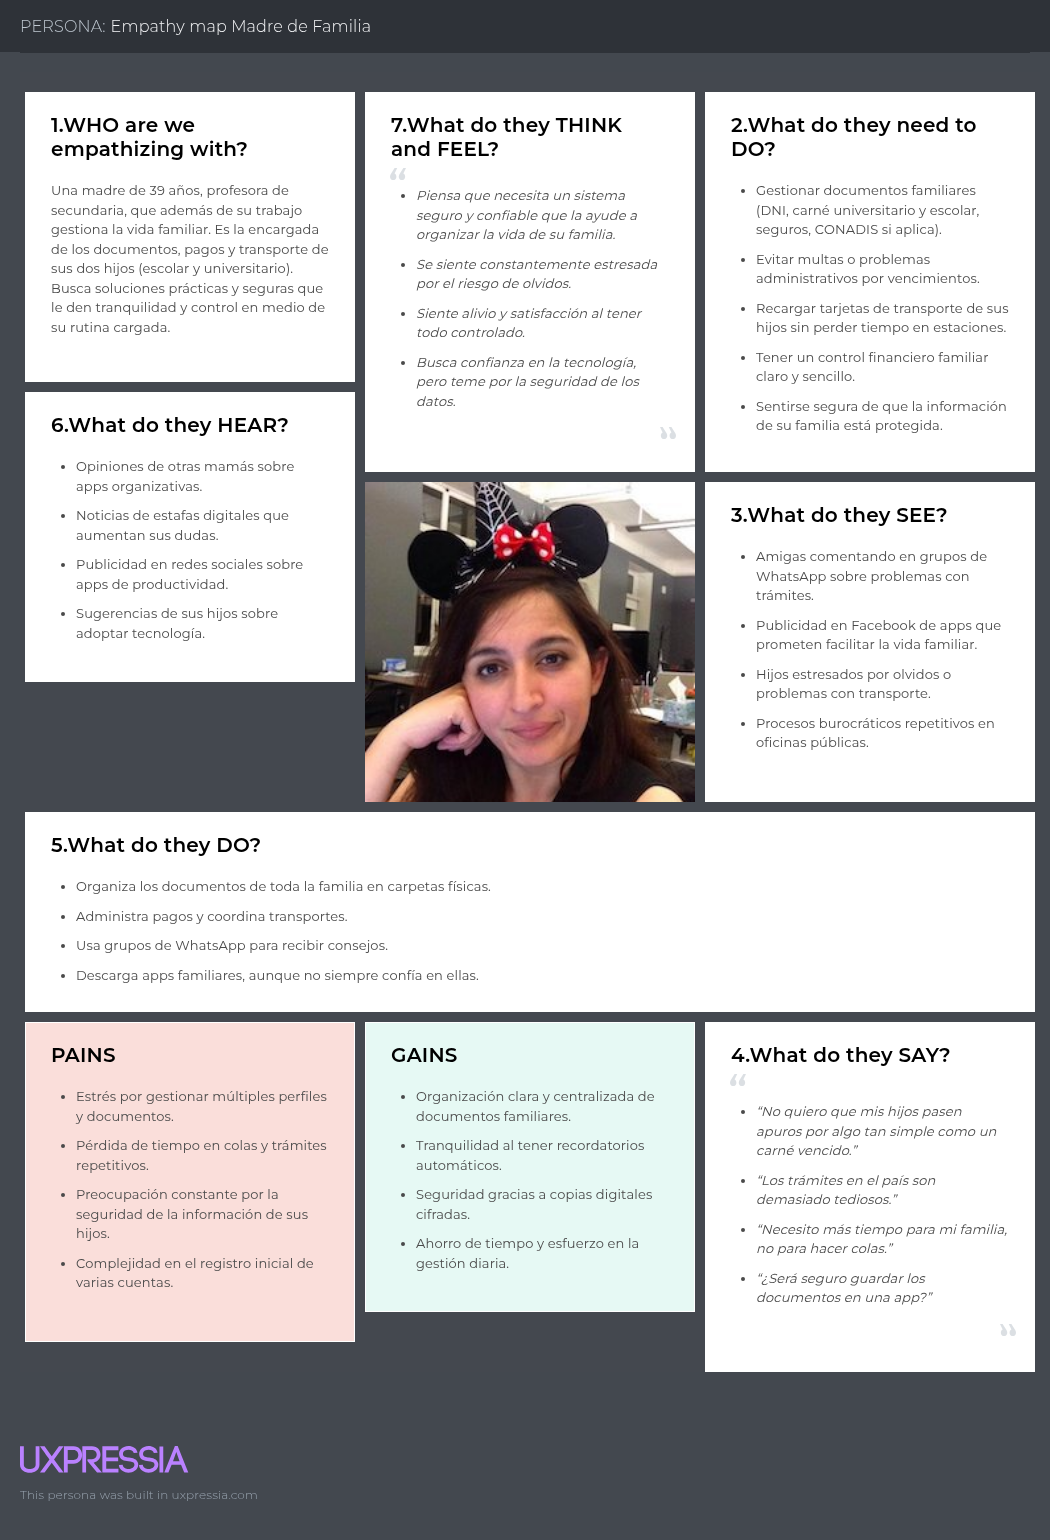 PERSONA: Empathy map Madre de Familia
1.WHO are we
empathizing with?
Una madre de 39 años, profesora de
secundaria, que además de su trabajo
gestiona la vida familiar. Es la encargada
de los documentos, pagos y transporte de
sus dos hijos (escolar y universitario).
Busca soluciones prácticas y seguras que
le den tranquilidad y control en medio de
su rutina cargada.
7.What do they THINK
and FEEL?
“
• Piensa que necesita un sistema
seguro y confiable que la ayude a
organizar la vida de su familia.
• Se siente constantemente estresada
por el riesgo de olvidos.
• Siente alivio y satisfacción al tener
todo controlado.
• Busca confianza en la tecnología,
pero teme por la seguridad de los
datos.
”
2.What do they need to
DO?
• Gestionar documentos familiares
(DNI, carné universitario y escolar,
seguros, CONADIS si aplica).
• Evitar multas o problemas
administrativos por vencimientos.
• Recargar tarjetas de transporte de sus
hijos sin perder tiempo en estaciones.
• Tener un control financiero familiar
claro y sencillo.
• Sentirse segura de que la información
de su familia está protegida.
6.What do they HEAR?
• Opiniones de otras mamás sobre
apps organizativas.
• Noticias de estafas digitales que
aumentan sus dudas.
• Publicidad en redes sociales sobre
apps de productividad.
• Sugerencias de sus hijos sobre
adoptar tecnología.
3.What do they SEE?
• Amigas comentando en grupos de
WhatsApp sobre problemas con
trámites.
• Publicidad en Facebook de apps que
prometen facilitar la vida familiar.
• Hijos estresados por olvidos o
problemas con transporte.
• Procesos burocráticos repetitivos en
oficinas públicas.
5.What do they DO?
• Organiza los documentos de toda la familia en carpetas físicas.
• Administra pagos y coordina transportes.
• Usa grupos de WhatsApp para recibir consejos.
• Descarga apps familiares, aunque no siempre confía en ellas.
PAINS
• Estrés por gestionar múltiples perfiles
y documentos.
• Pérdida de tiempo en colas y trámites
repetitivos.
• Preocupación constante por la
seguridad de la información de sus
hijos.
• Complejidad en el registro inicial de
varias cuentas.
GAINS
• Organización clara y centralizada de
documentos familiares.
• Tranquilidad al tener recordatorios
automáticos.
• Seguridad gracias a copias digitales
cifradas.
• Ahorro de tiempo y esfuerzo en la
gestión diaria.
4.What do they SAY?
“
• “No quiero que mis hijos pasen
apuros por algo tan simple como un
carné vencido.”
• “Los trámites en el país son
demasiado tediosos.”
• “Necesito más tiempo para mi familia,
no para hacer colas.”
• “¿Será seguro guardar los
documentos en una app?”
”
UXPRESSIA
This persona was built in uxpressia.com